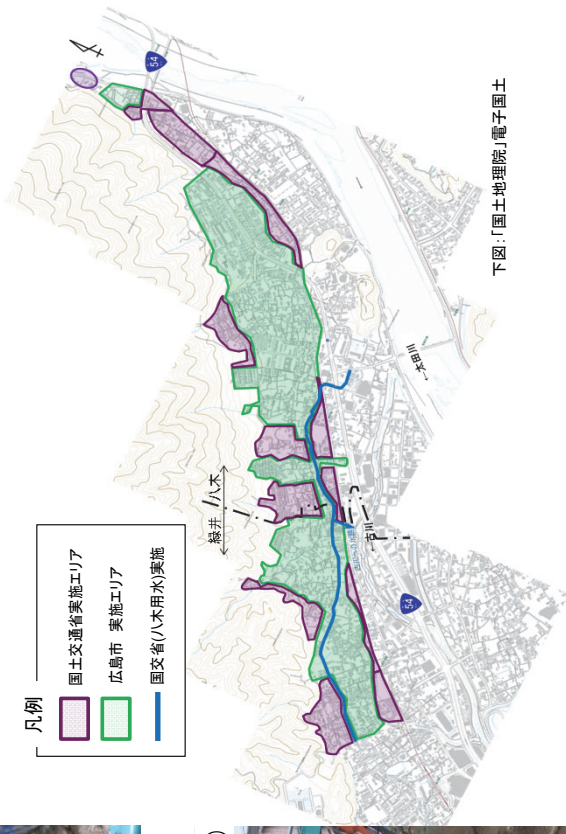 凡例
国土交通省実施エリア
広島市 実施エリア
国交省(八木用水)実施
緑井
八木
古川
←太田川
54
54
下図:「国土地理院」電子国土